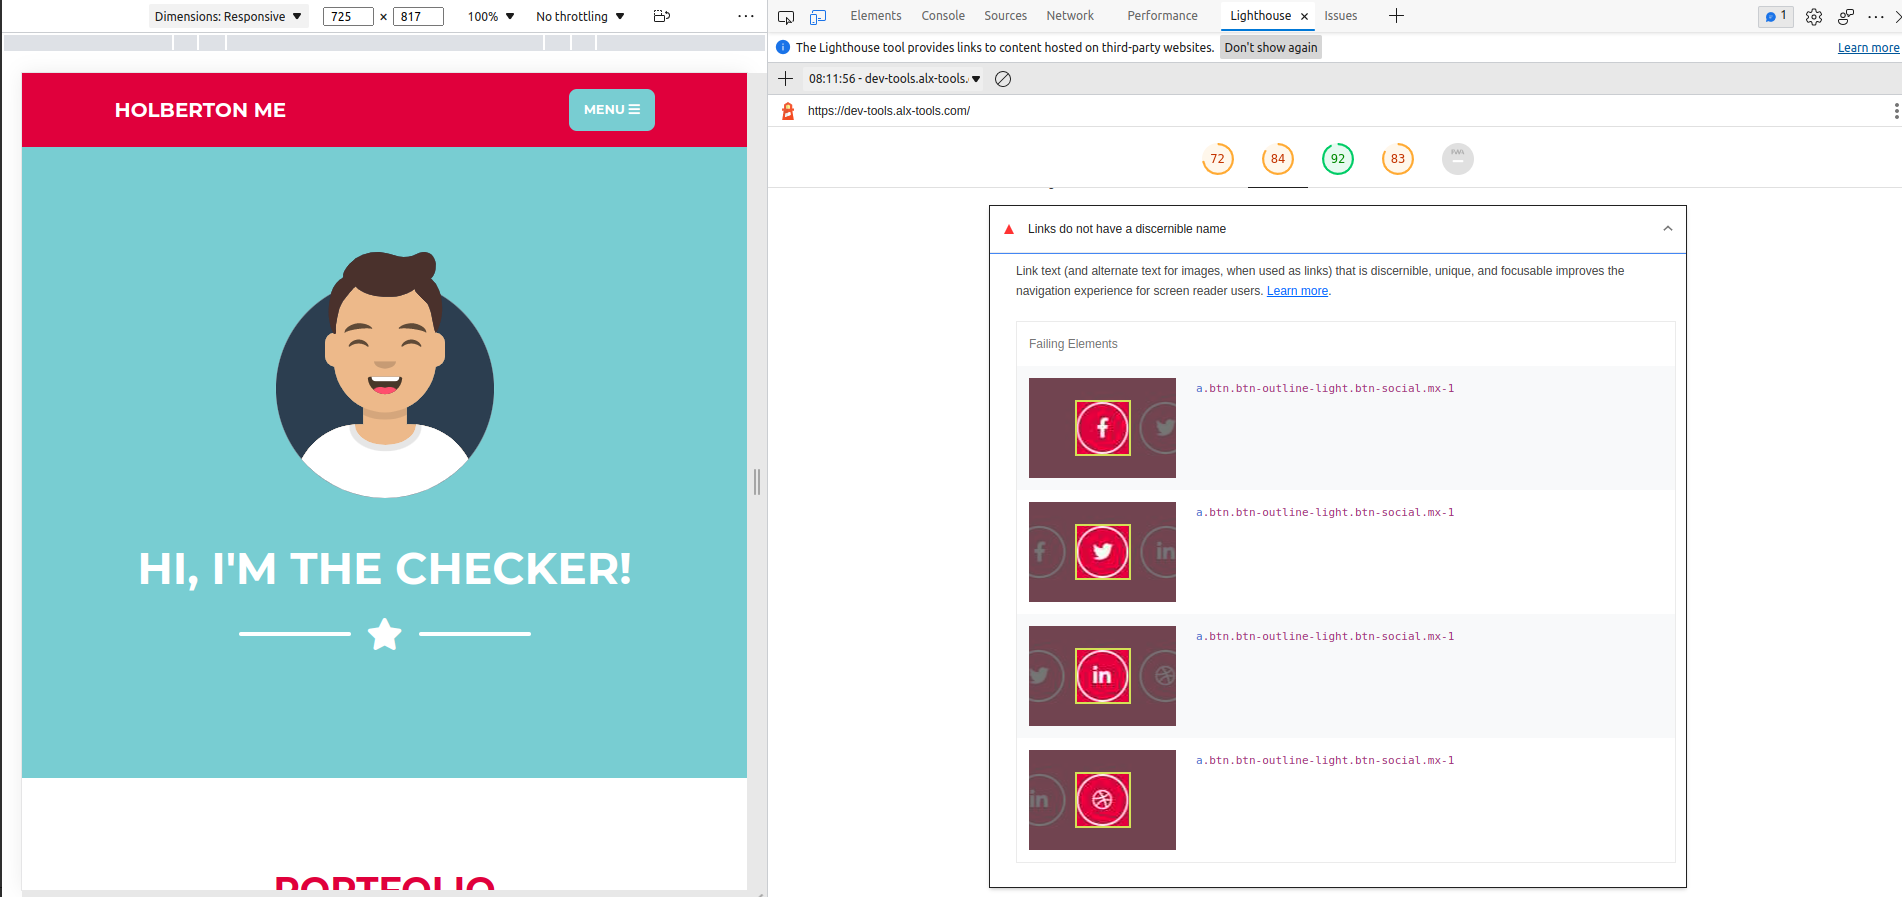 Dimensions: Responsive 725 × 817 100% No throttling
Elements Console Sources Network Performance Lighthouse × Issues 1
The Lighthouse tool provides links to content hosted on third-party websites. Don't show again Learn more
08:11:56 - dev-tools.alx-tools.
https://dev-tools.alx-tools.com/
72 84 92 83 PWA
HOLBERTON ME
MENU
HI, I'M THE CHECKER!
PORTFOLIO
Links do not have a discernible name
Link text (and alternate text for images, when used as links) that is discernible, unique, and focusable improves the
navigation experience for screen reader users. Learn more.
Failing Elements
a.btn.btn-outline-light.btn-social.mx-1
a.btn.btn-outline-light.btn-social.mx-1
in
a.btn.btn-outline-light.btn-social.mx-1
in
a.btn.btn-outline-light.btn-social.mx-1
in